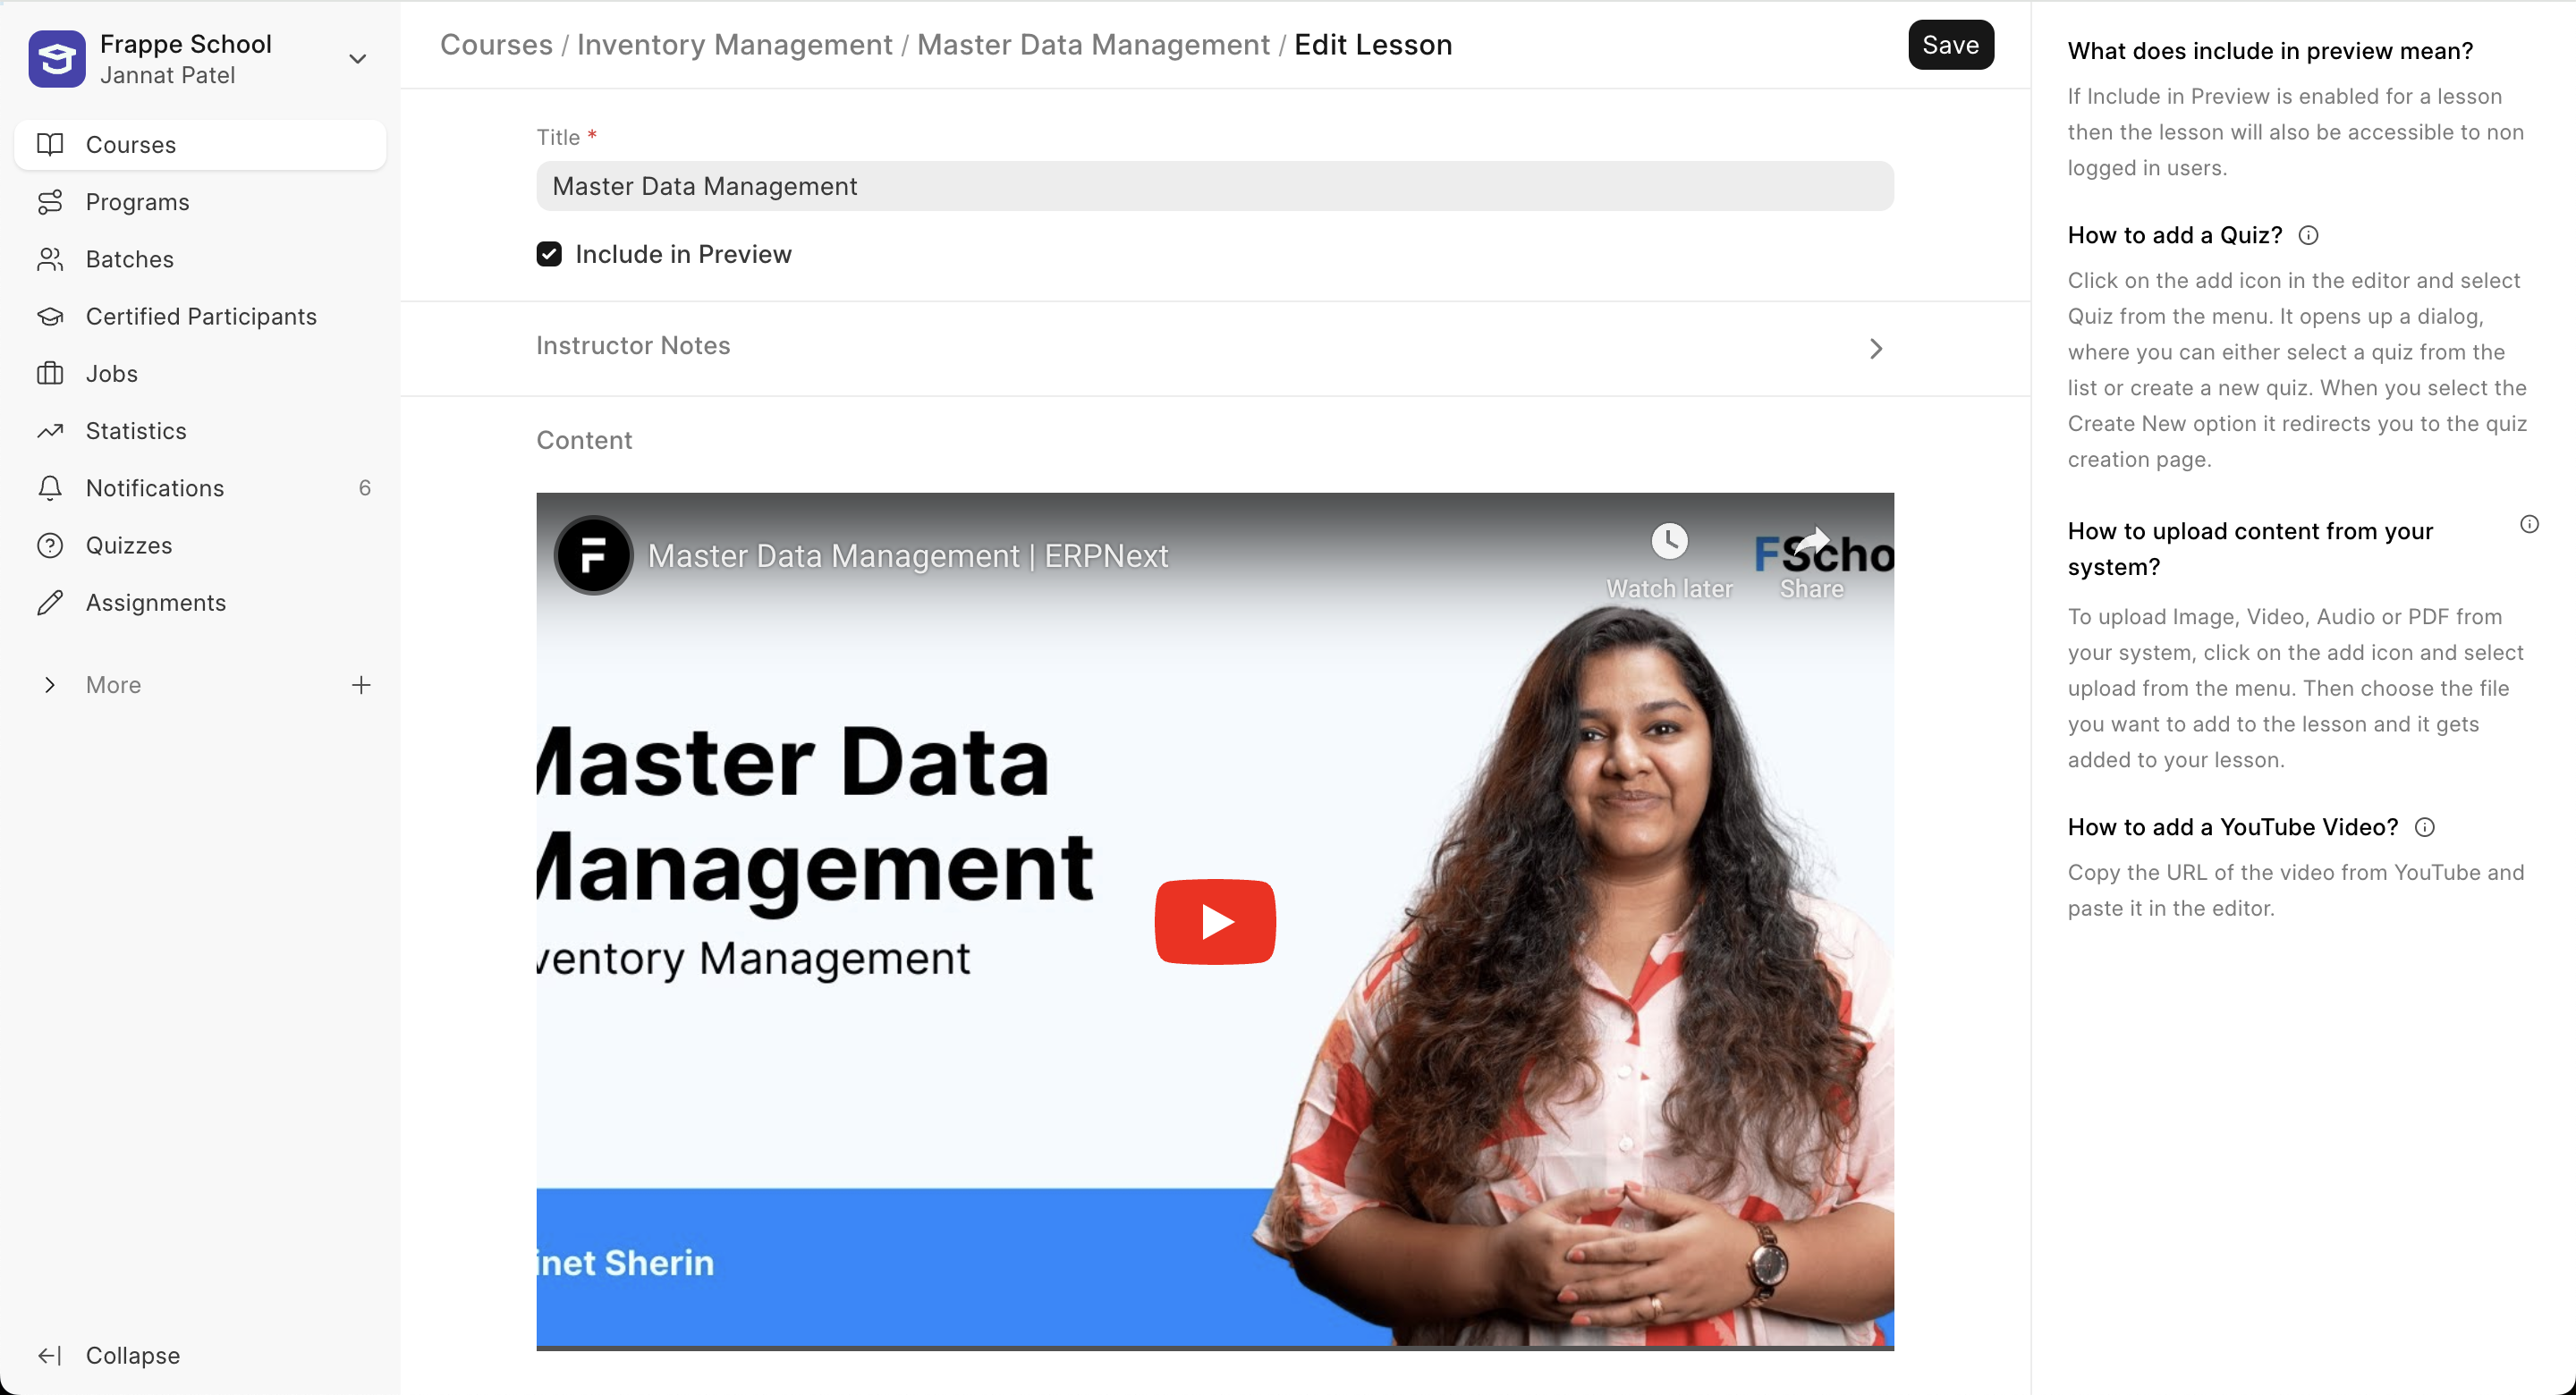 Frappe School
Jannat Patel
Courses
Programs
Batches
Certified Participants
Jobs
Statistics
Notifications 6
Quizzes
Assignments
More
Collapse
Courses / Inventory Management / Master Data Management / Edit Lesson
Save
Title *
Master Data Management
Include in Preview
Instructor Notes
Content
Master Data Management | ERPNext
Watch later
Share
FScho
Master Data
Management
ventory Management
inet Sherin
What does include in preview mean?
If Include in Preview is enabled for a lesson
then the lesson will also be accessible to non
logged in users.
How to add a Quiz?
Click on the add icon in the editor and select
Quiz from the menu. It opens up a dialog,
where you can either select a quiz from the
list or create a new quiz. When you select the
Create New option it redirects you to the quiz
creation page.
How to upload content from your
system?
To upload Image, Video, Audio or PDF from
your system, click on the add icon and select
upload from the menu. Then choose the file
you want to add to the lesson and it gets
added to your lesson.
How to add a YouTube Video?
Copy the URL of the video from YouTube and
paste it in the editor.